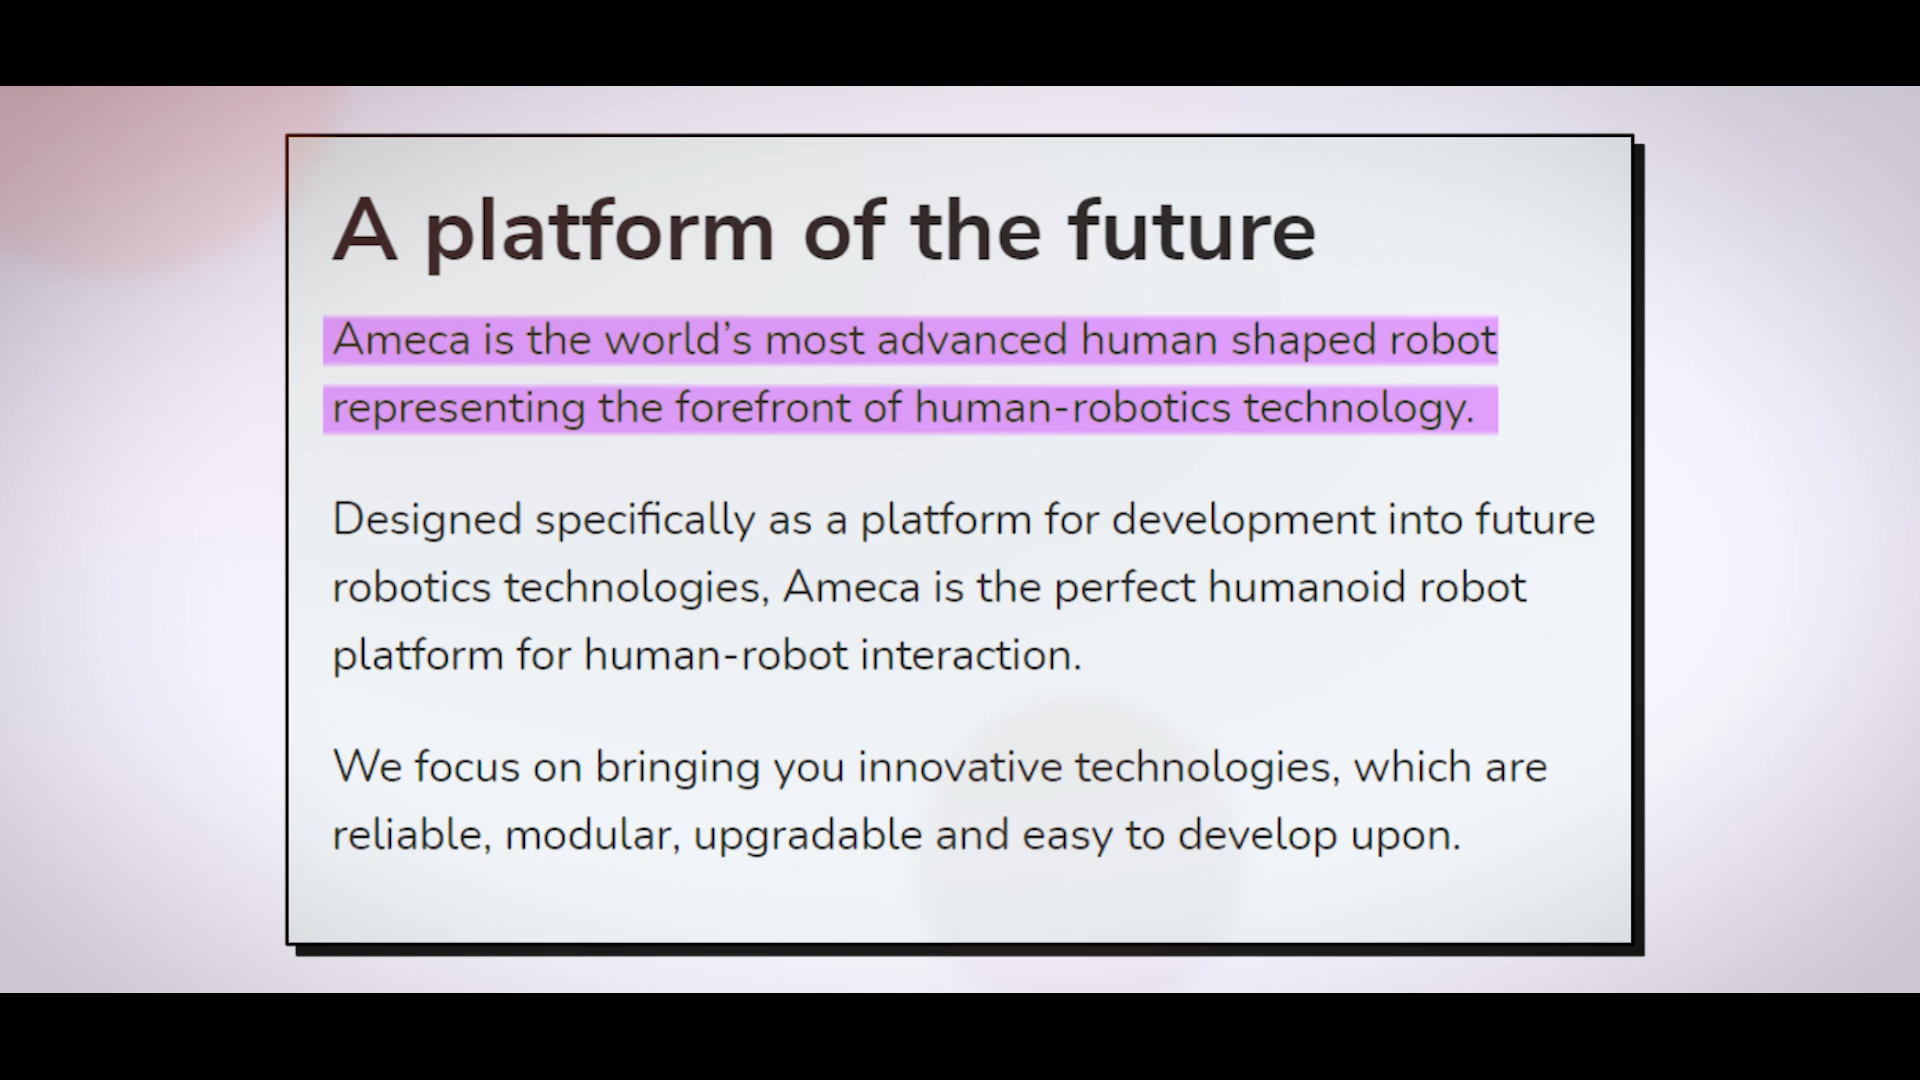 A platform of the future
Ameca is the world’s most advanced human shaped robot
representing the forefront of human-robotics technology.
Designed specifically as a platform for development into future
robotics technologies, Ameca is the perfect humanoid robot
platform for human-robot interaction.
We focus on bringing you innovative technologies, which are
reliable, modular, upgradable and easy to develop upon.